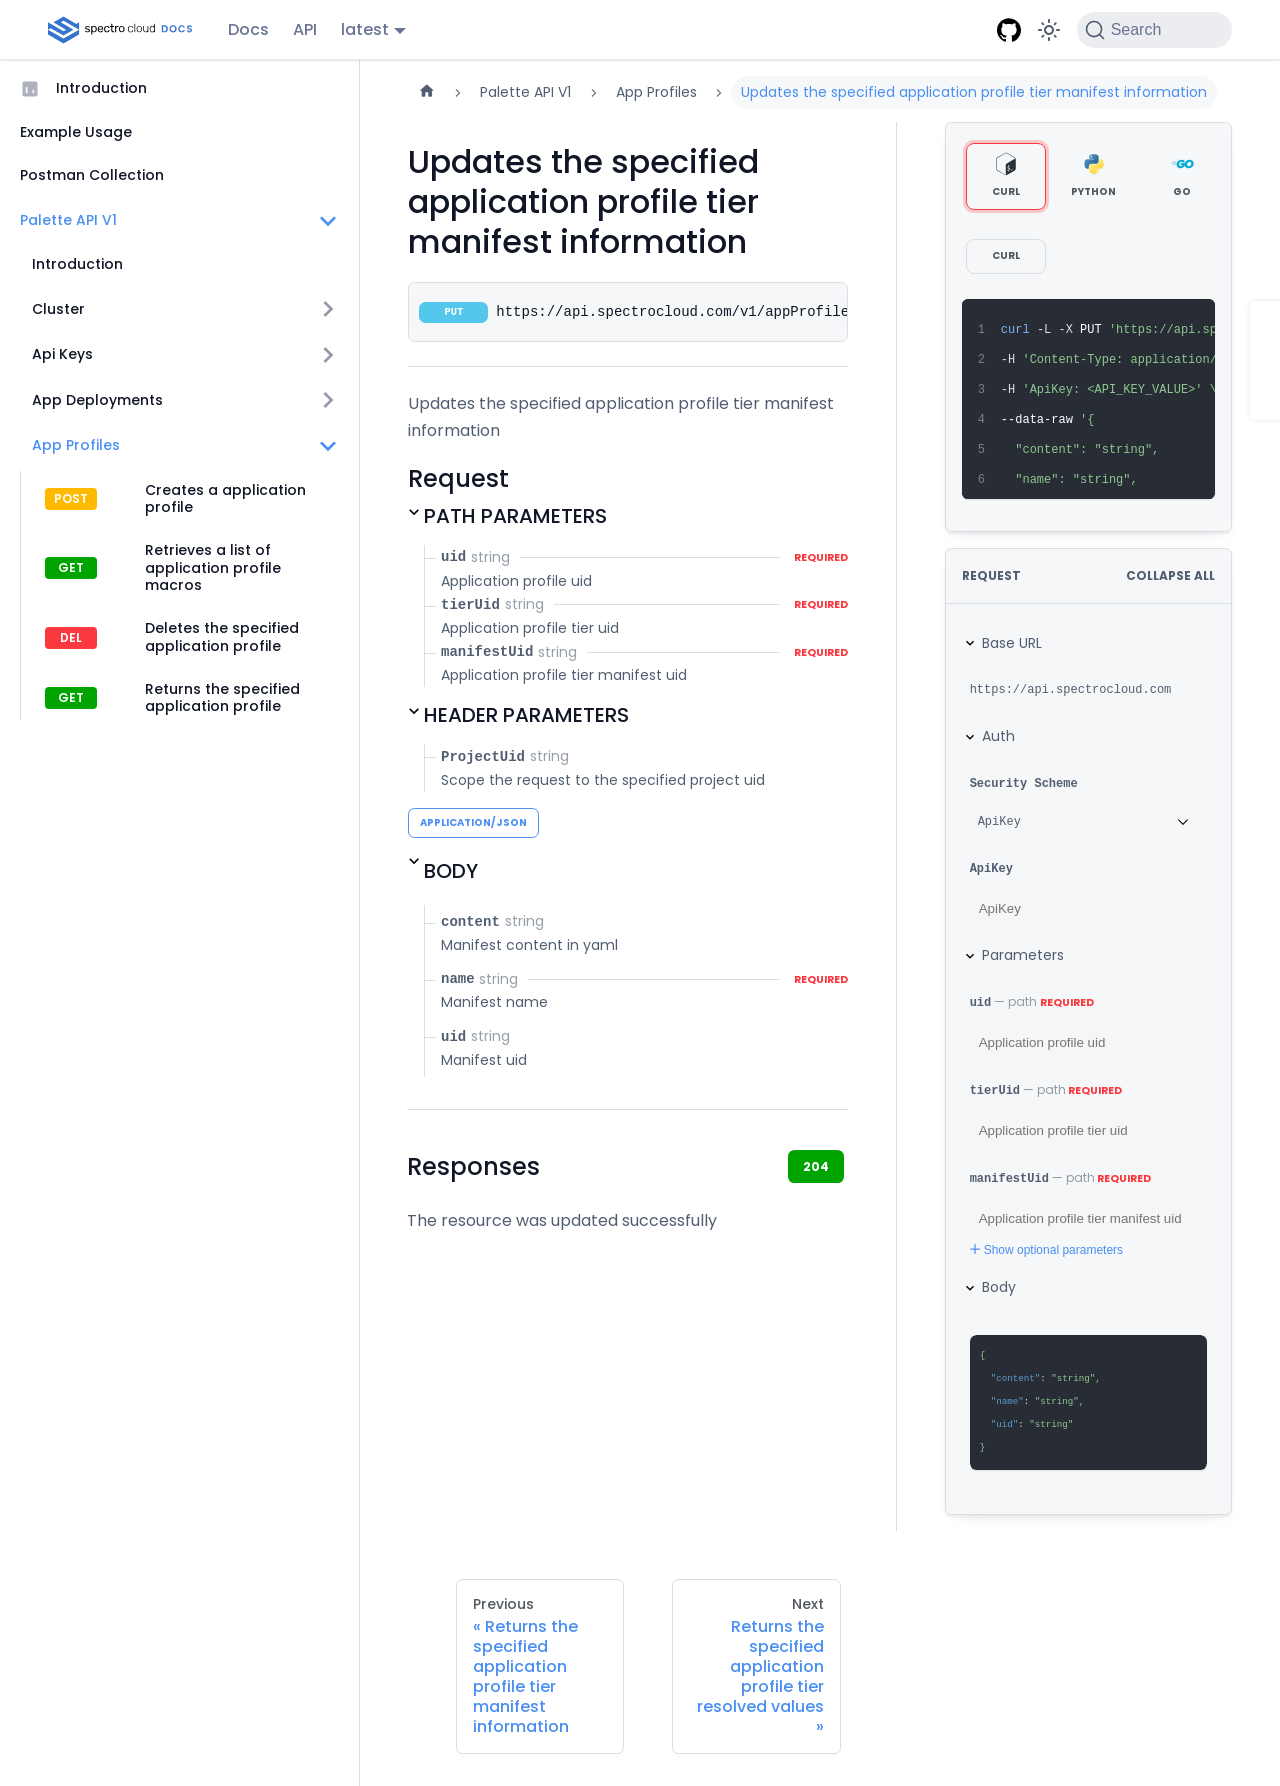 spectro cloud DOCS
Docs
API
latest
Search
Introduction
Example Usage
Postman Collection
Palette API V1
Introduction
Cluster
Api Keys
App Deployments
App Profiles
POST
Creates a application
profile
GET
Retrieves a list of
application profile
macros
DEL
Deletes the specified
application profile
GET
Returns the specified
application profile
Palette API V1
App Profiles
Updates the specified application profile tier manifest information
Updates the specified
application profile tier
manifest information
PUT
https://api.spectrocloud.com/v1/appProfile
Updates the specified application profile tier manifest
information
Request
PATH PARAMETERS
uid string REQUIRED
Application profile uid
tierUid string REQUIRED
Application profile tier uid
manifestUid string REQUIRED
Application profile tier manifest uid
HEADER PARAMETERS
ProjectUid string
Scope the request to the specified project uid
APPLICATION/JSON
BODY
content string
Manifest content in yaml
name string REQUIRED
Manifest name
uid string
Manifest uid
Responses
204
The resource was updated successfully
CURL
PYTHON
GO
GO
CURL
1 curl -L -X PUT 'https://api.sp
2 -H 'Content-Type: application/
3 -H 'ApiKey: <API_KEY_VALUE>' \
4 --data-raw '{
5 "content": "string",
6 "name": "string",
REQUEST
COLLAPSE ALL
Base URL
https://api.spectrocloud.com
Auth
Security Scheme
ApiKey
ApiKey
ApiKey
Parameters
uid — path REQUIRED
Application profile uid
tierUid — path REQUIRED
Application profile tier uid
manifestUid — path REQUIRED
Application profile tier manifest uid
Show optional parameters
Body
{
"content": "string",
"name": "string",
"uid": "string"
}
Previous
« Returns the
specified
application
profile tier
manifest
information
Next
Returns the
specified
application
profile tier
resolved values
»